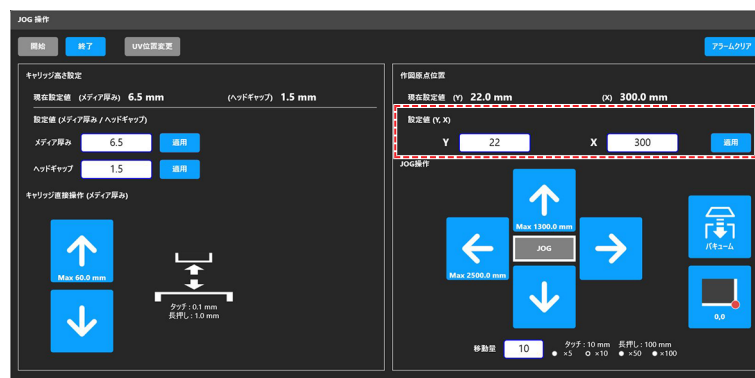 JOG 操作
開始 終了 UV位置変更 アラームクリア
キャリッジ高さ設定
現在設定値 (メディア厚み) 6.5 mm (ヘッドギャップ) 1.5 mm
設定値 (メディア厚み / ヘッドギャップ)
メディア厚み 6.5 適用
ヘッドギャップ 1.5 適用
キャリッジ直接操作 (メディア厚み)
Max 60.0 mm
タッチ : 0.1 mm
長押し : 1.0 mm
作図原点位置
現在設定値 (Y) 22.0 mm (X) 300.0 mm
設定値 (Y, X)
Y 22 X 300 適用
JOG操作
Max 1300.0 mm
JOG
Max 2500.0 mm
バキューム
0,0
移動量 10 タッチ : 10 mm 長押し : 100 mm
×5 ×10 ×50 ×100